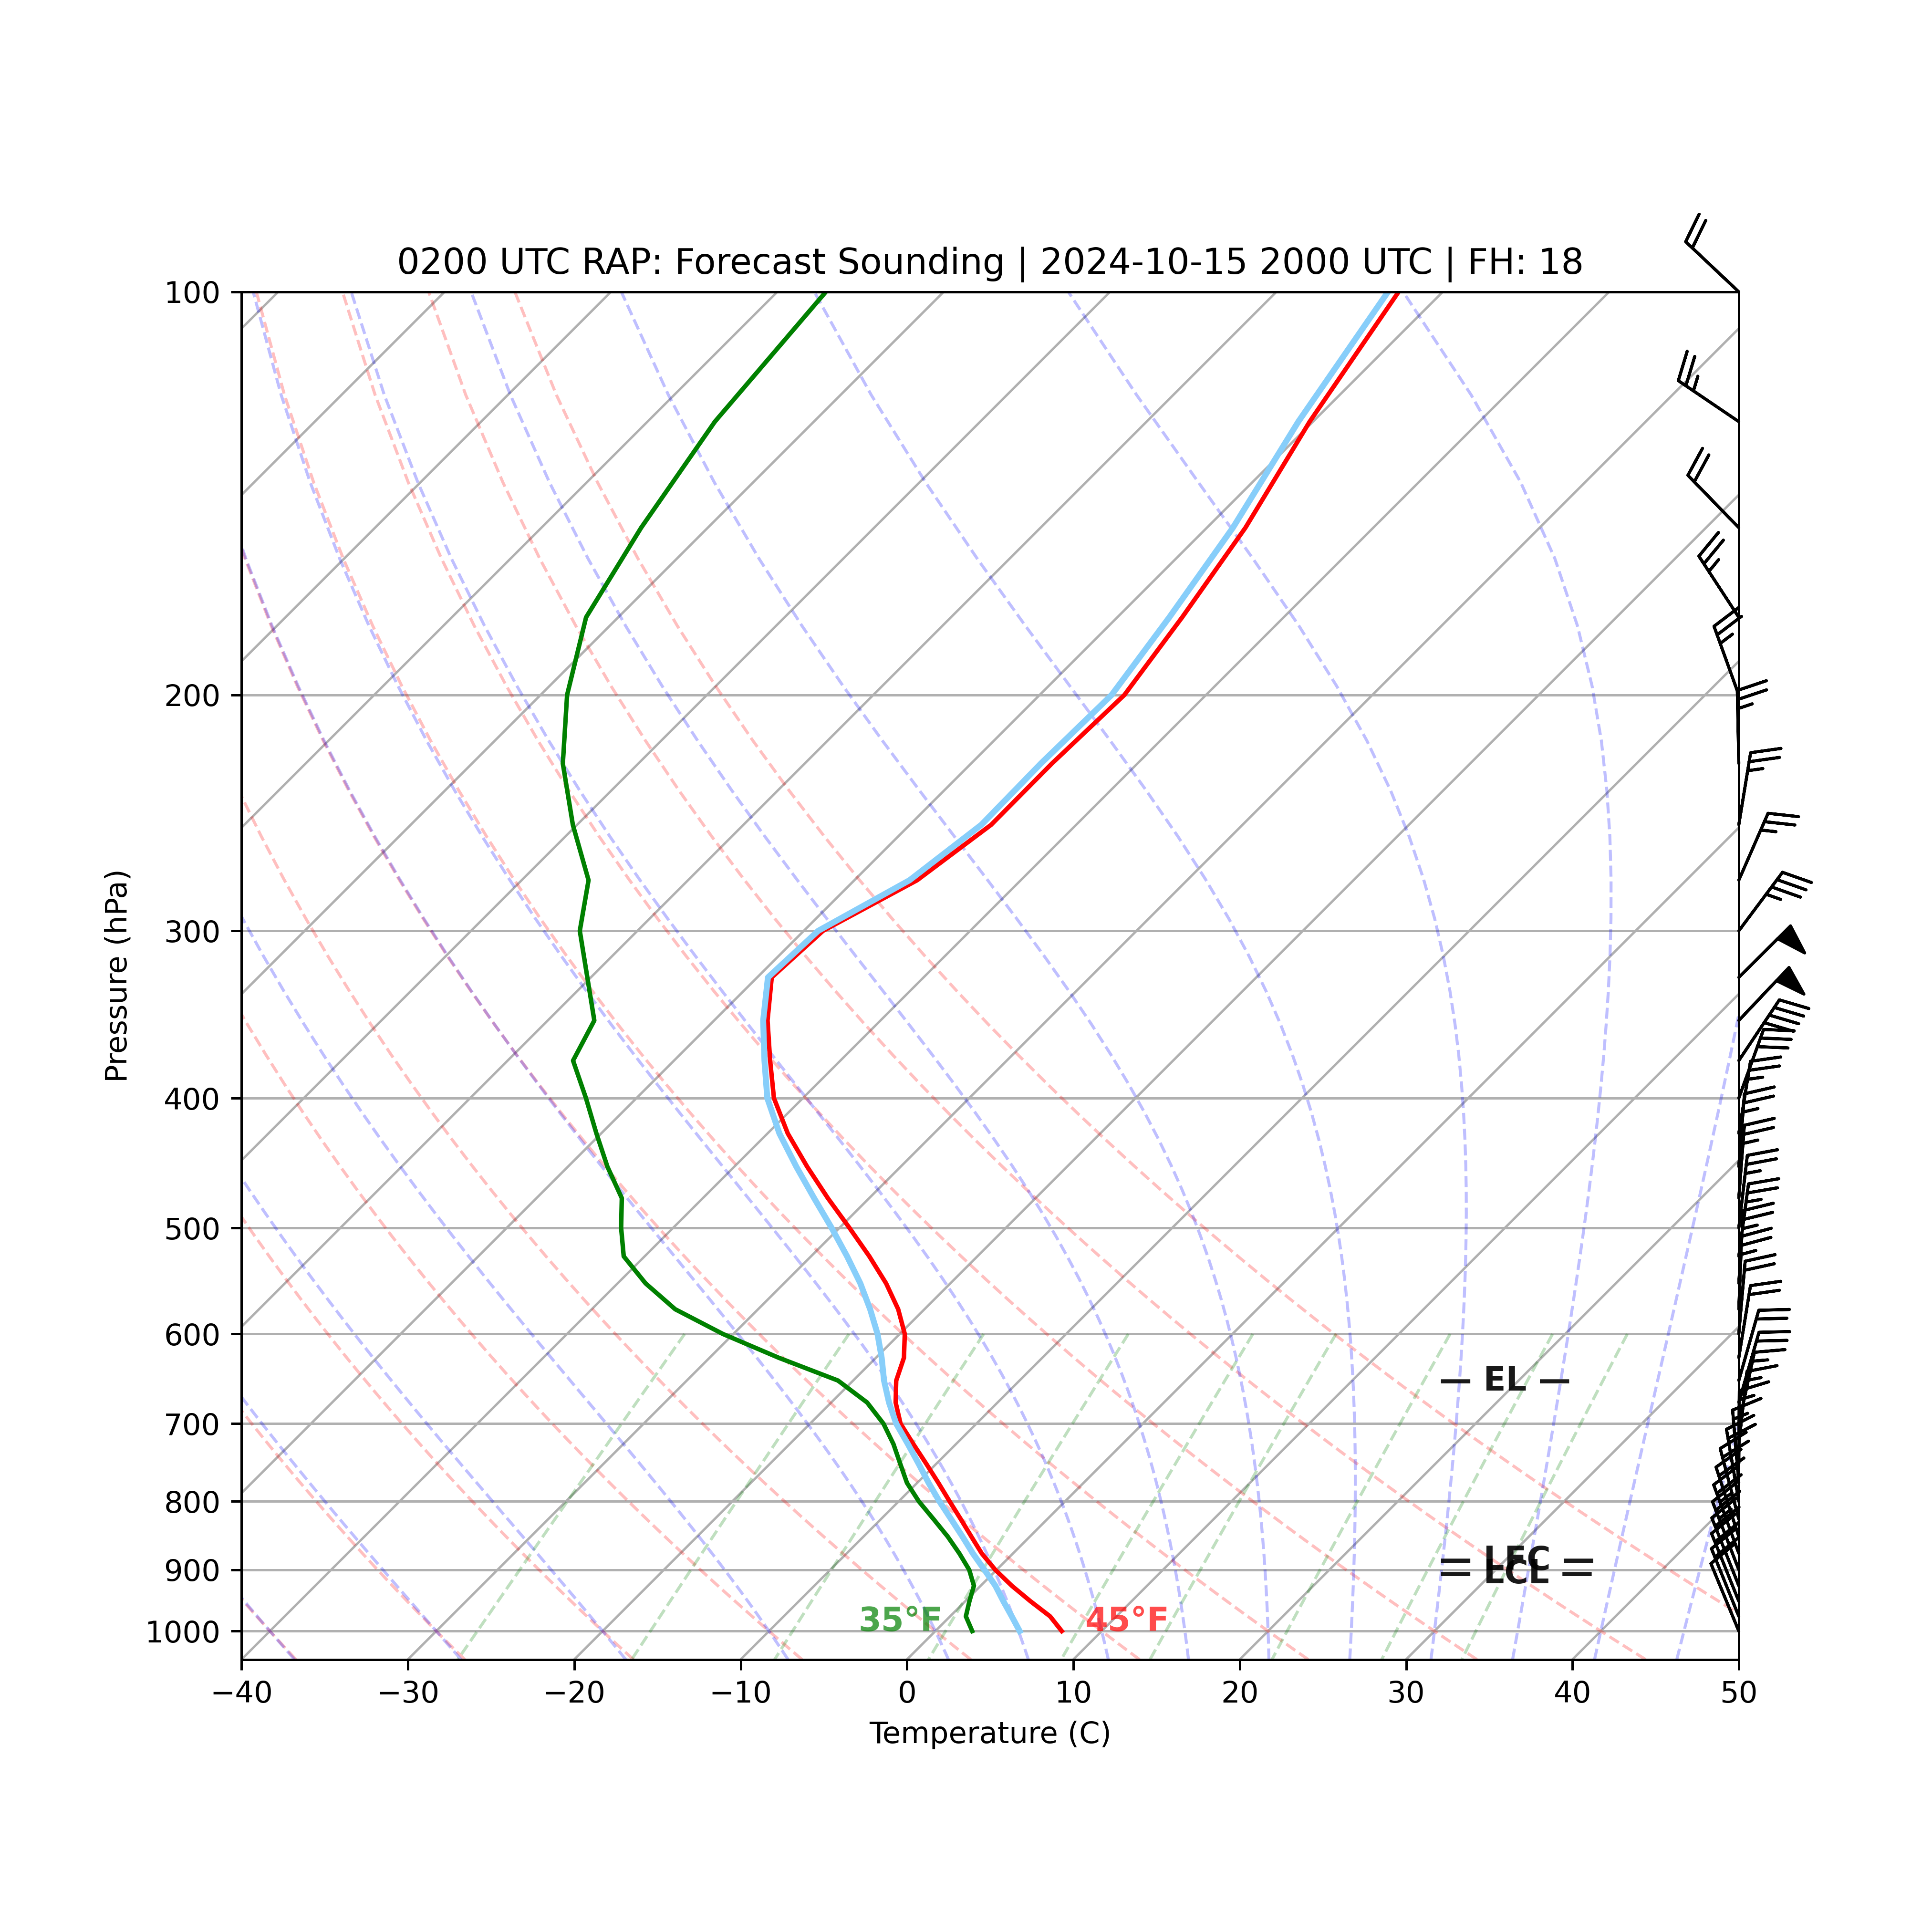 0200 UTC RAP: Forecast Sounding | 2024-10-15 2000 UTC | FH: 18
100
200
300
400
500
600
700
800
900
1000
Pressure (hPa)
— EL —
— LFC —
— LCL —
35°F
45°F
−40 −30 −20 −10 0 10 20 30 40 50
Temperature (C)